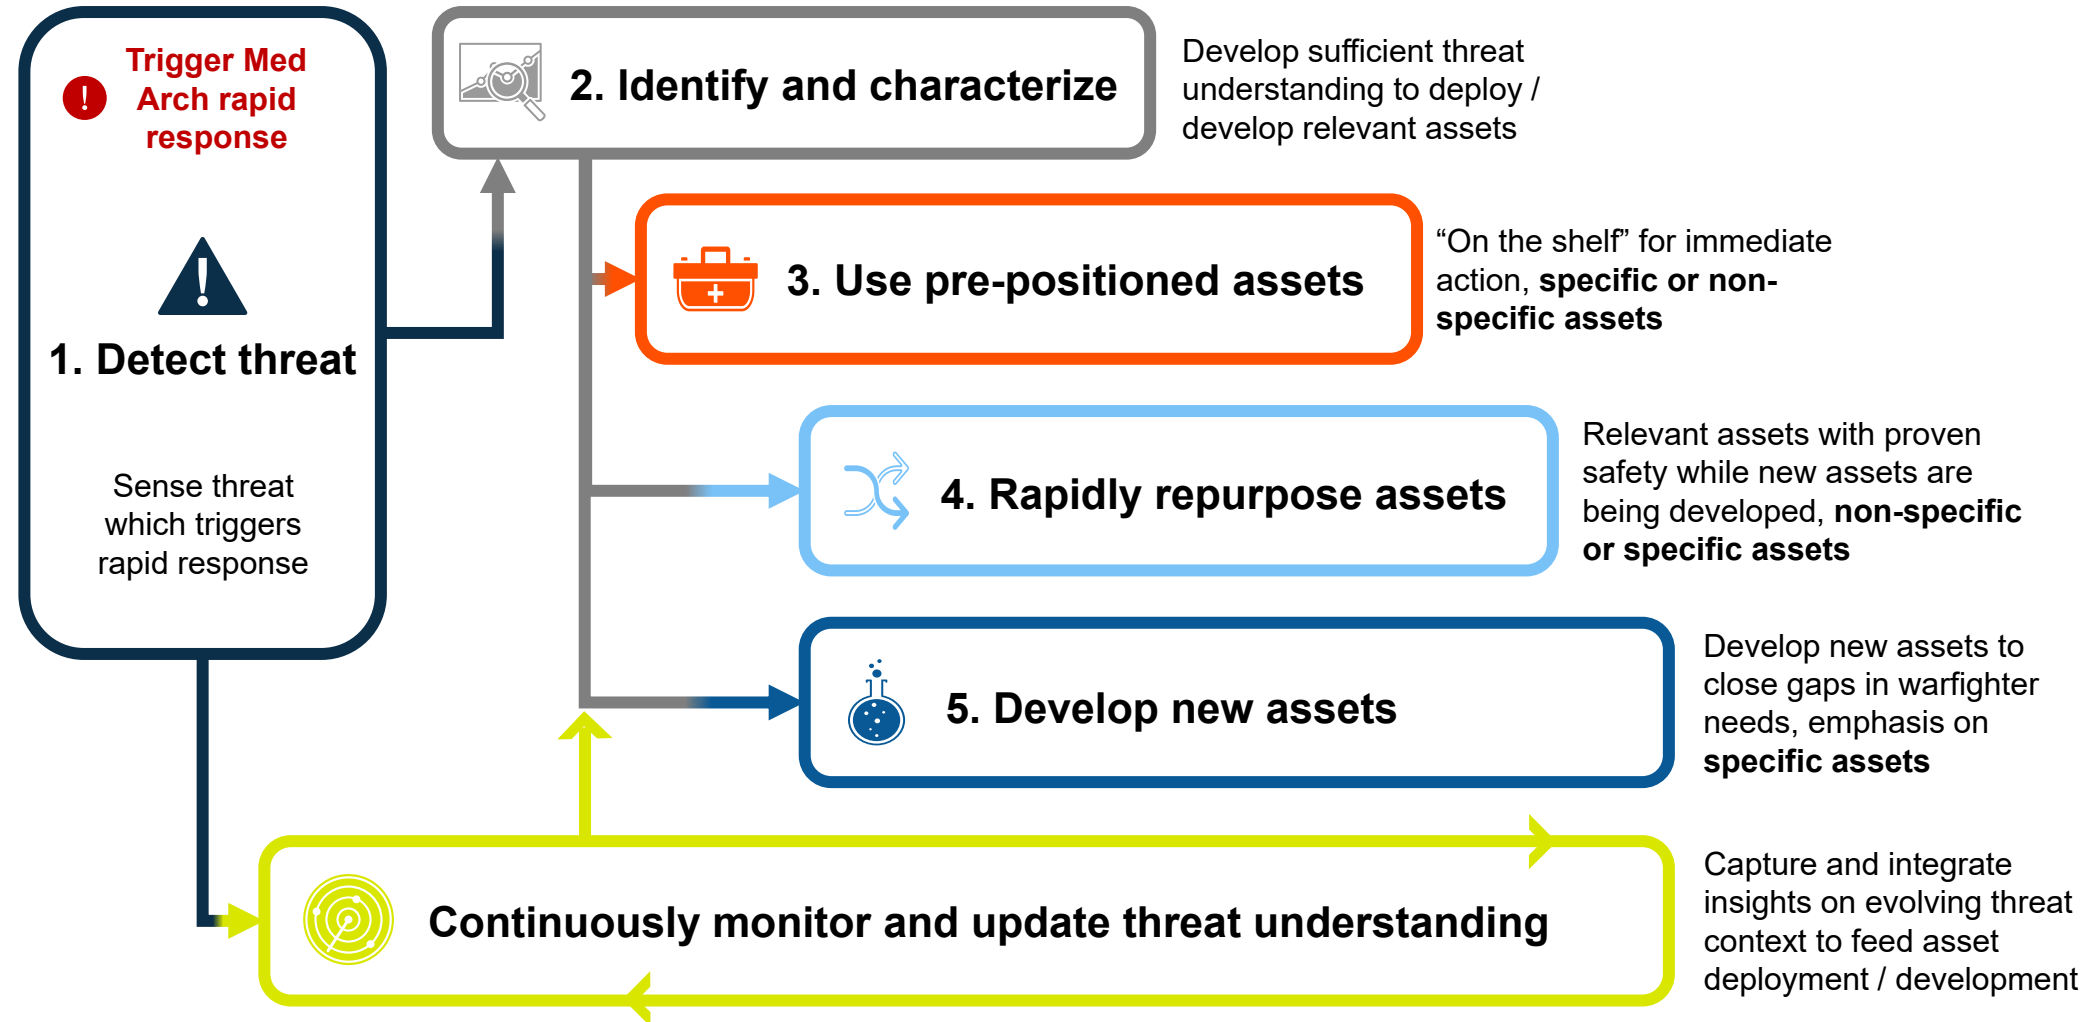 Trigger Med
Arch rapid
response
1. Detect threat
Sense threat
which triggers
rapid response
2. Identify and characterize
Develop sufficient threat
understanding to deploy /
develop relevant assets
3. Use pre-positioned assets
“On the shelf” for immediate
action, specific or non-
specific assets
4. Rapidly repurpose assets
Relevant assets with proven
safety while new assets are
being developed, non-specific
or specific assets
5. Develop new assets
Develop new assets to
close gaps in warfighter
needs, emphasis on
specific assets
Continuously monitor and update threat understanding
Capture and integrate
insights on evolving threat
context to feed asset
deployment / development